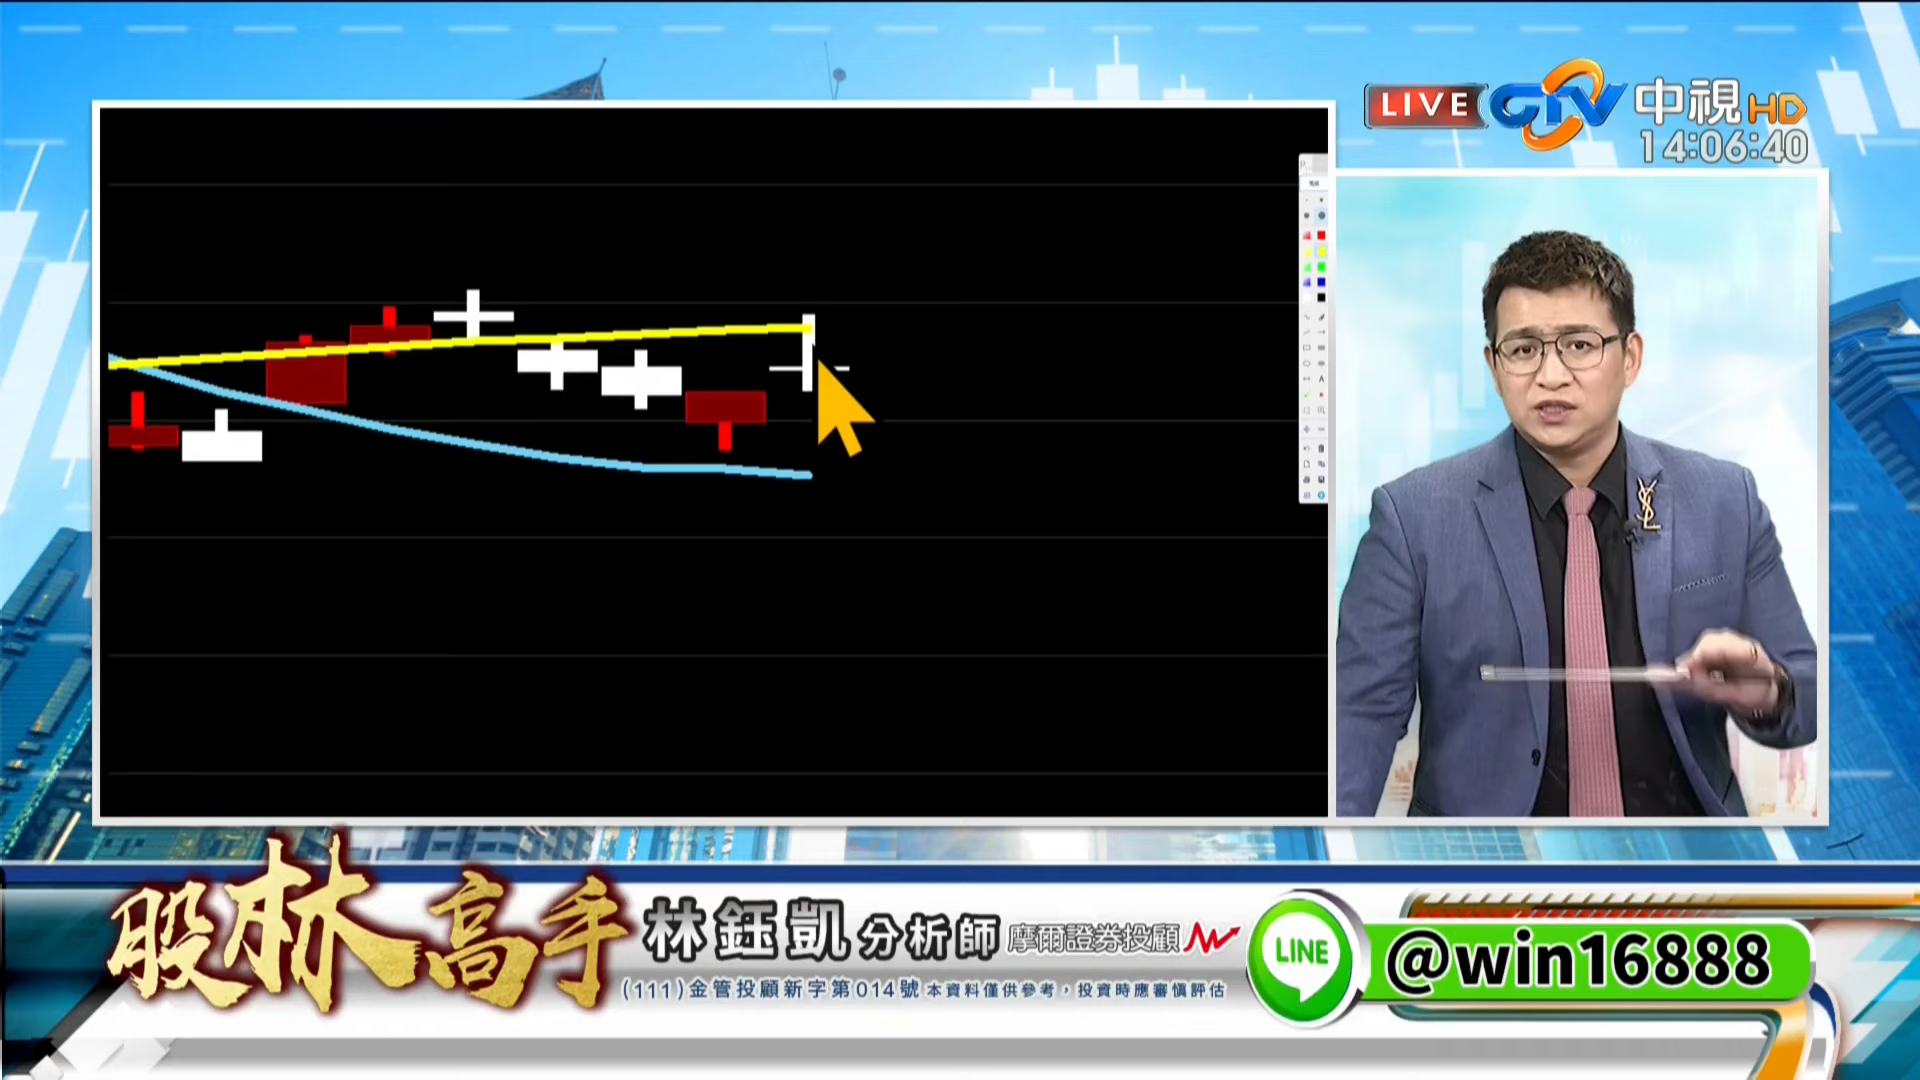 LIVE CTV 中視 HD
14:06:40
股林高手
林鈺凱 分析師 摩爾證券投顧
(111)金管投顧新字第014號 本資料僅供參考，投資時應審慎評估
LINE
@win16888